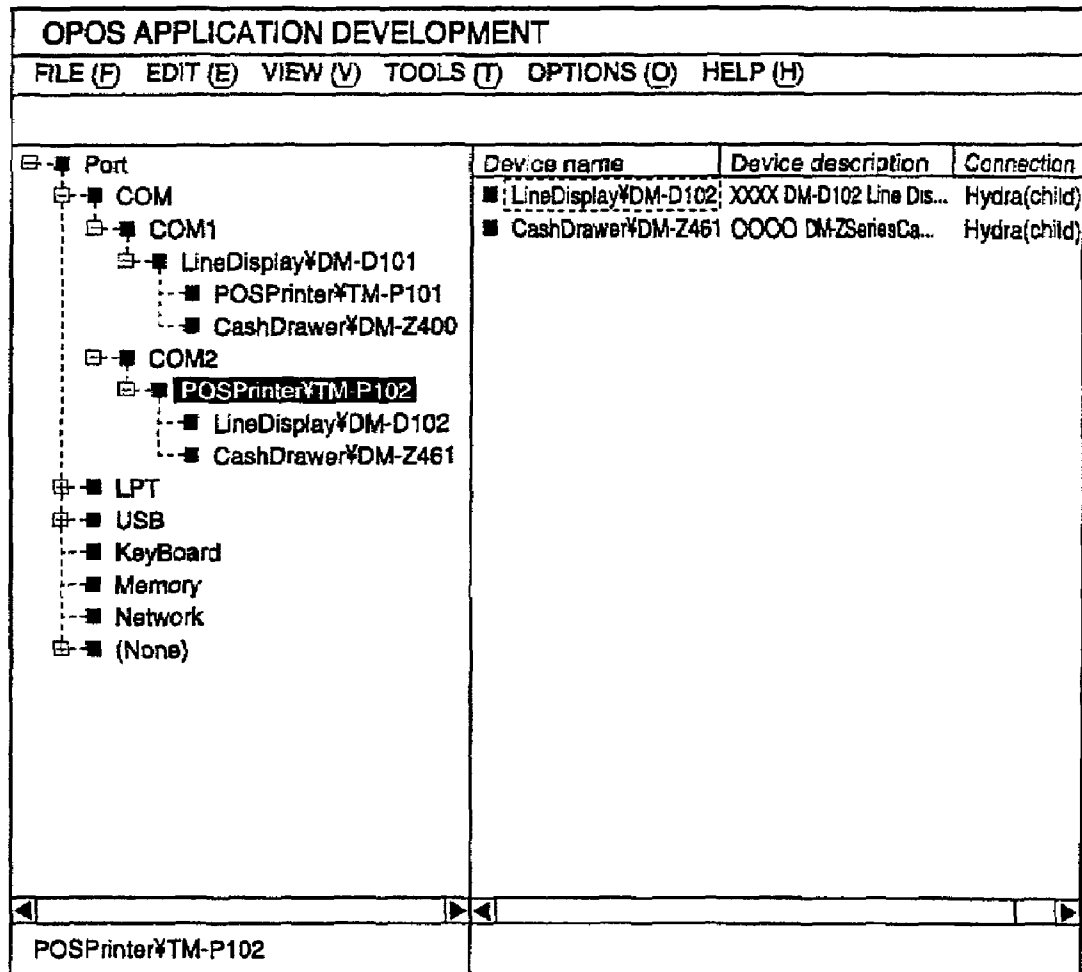 OPOS APPLICATION DEVELOPMENT
FILE (F) EDIT (E) VIEW (V) TOOLS (T) OPTIONS (O) HELP (H)
Port
COM
COM1
LineDisplay¥DM-D101
POSPrinter¥TM-P101
CashDrawer¥DM-Z400
COM2
POSPrinter¥TM-P102
LineDisplay¥DM-D102
CashDrawer¥DM-Z461
LPT
USB
KeyBoard
Memory
Network
(None)
Device name Device description Connection
LineDisplay¥DM-D102 XXXX DM-D102 Line Dis... Hydra(child)
CashDrawer¥DM-Z461 OOOO DM-ZSeriesCa... Hydra(child)
POSPrinter¥TM-P102